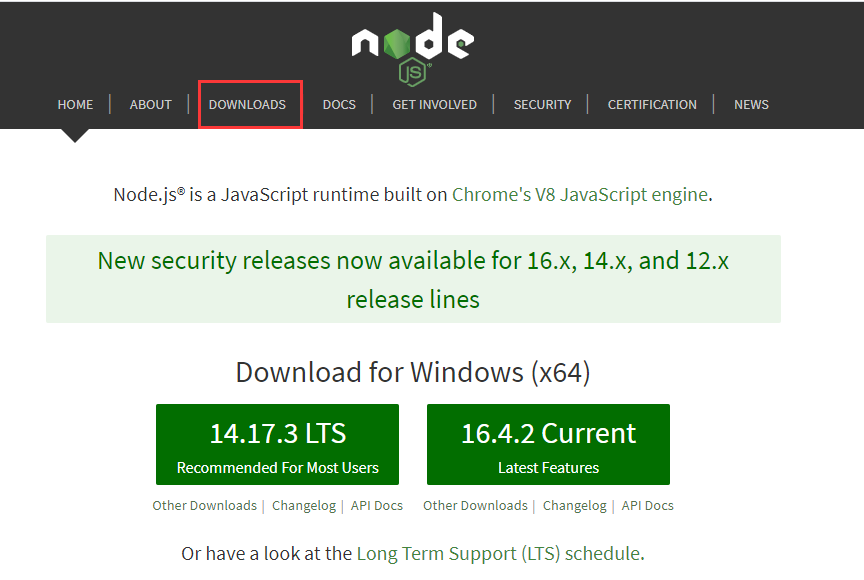 node
JS
HOME | ABOUT | DOWNLOADS DOCS | GET INVOLVED | SECURITY | CERTIFICATION | NEWS
Node.js® is a JavaScript runtime built on Chrome's V8 JavaScript engine.
New security releases now available for 16.x, 14.x, and 12.x
release lines
Download for Windows (x64)
14.17.3 LTS
Recommended For Most Users
16.4.2 Current
Latest Features
Other Downloads | Changelog | API Docs
Other Downloads | Changelog | API Docs
Or have a look at the Long Term Support (LTS) schedule.